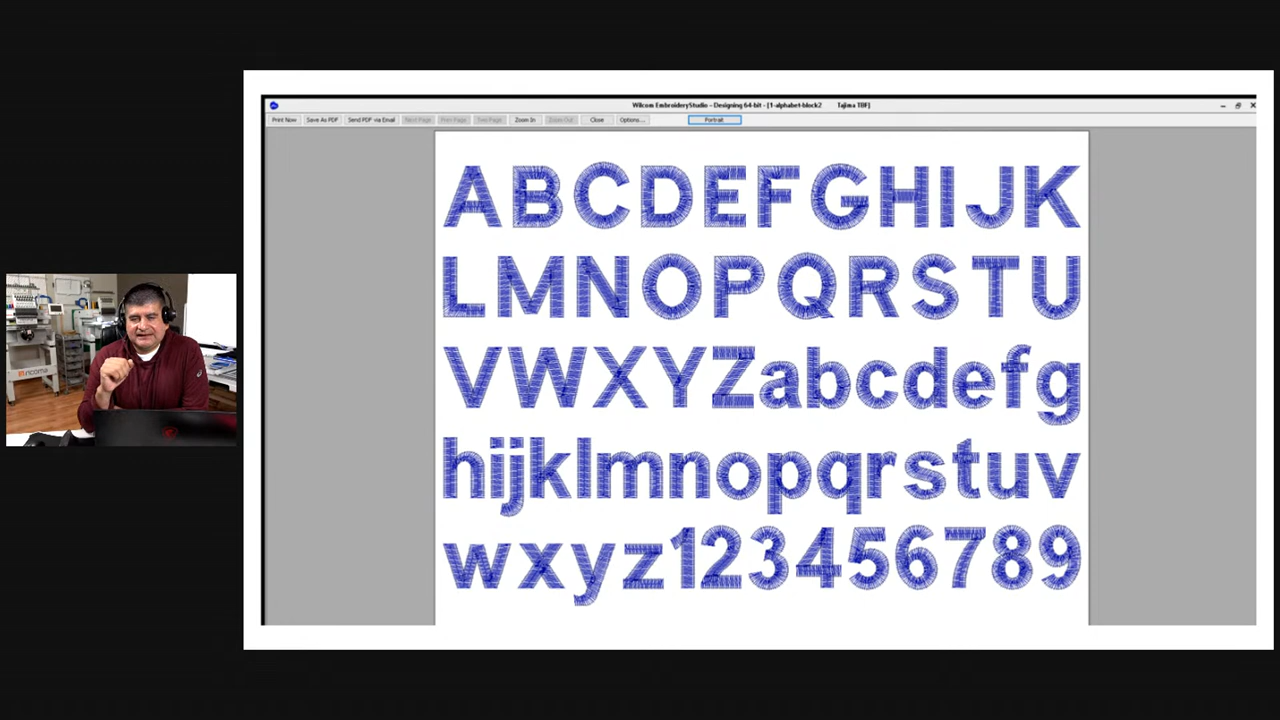 Wilcom EmbroideryStudio - Designing 64-bit - [1-alphabet-block2 Tajima TBF]
Print Now Save As PDF Send PDF via Email Next Page Prev Page Two Page Zoom In Zoom Out Close Options... Portrait
ABCDEFGHIJK
LMNOPQRSTU
VWXYZabcdefg
hijklmnopqrstuv
wxyz123456789
ricoma